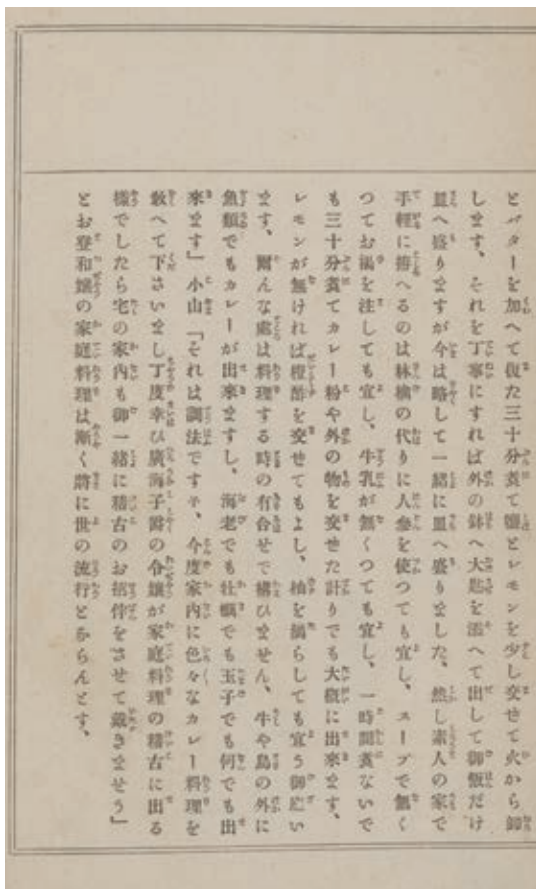 とバターを加へて復た三十分煮て鹽とレモンを少し交せて火から卸
します、それを丁寧にすれば外の鉢へ大匙を添へて出して御飯だけ
皿へ盛りますが今は略して一緒に皿へ盛りました、然し素人の家で
手軽に拵へるのは林檎の代りに人参を使つても宜し、スープで無く
つてお湯を注しても宜し、牛乳が無くつても宜し、一時間煮ないで
も三十分煮てカレー粉や外の物を交せた計りでも大概に出來ます、
レモンが無ければ橙酢を交せてもよし、柚を搾らしても宜う御座い
ます、爾んな處は料理する時の有合せで搆ひません、牛や鳥の外に
魚類でもカレーが出來ますし、海老でも牡蠣でも玉子でも何でも出
來ます」小山「それは調法ですネ、今度家内に色々なカレー料理を
敎へて下さいまし丁度幸ひ廣海子爵の令孃が家庭料理の稽古に出る
樣でしたら宅の家内も御一緒に稽古のお招伴をさせて戴きませう」
とお登和孃の家庭料理は漸く將に世の流行とならんとす、